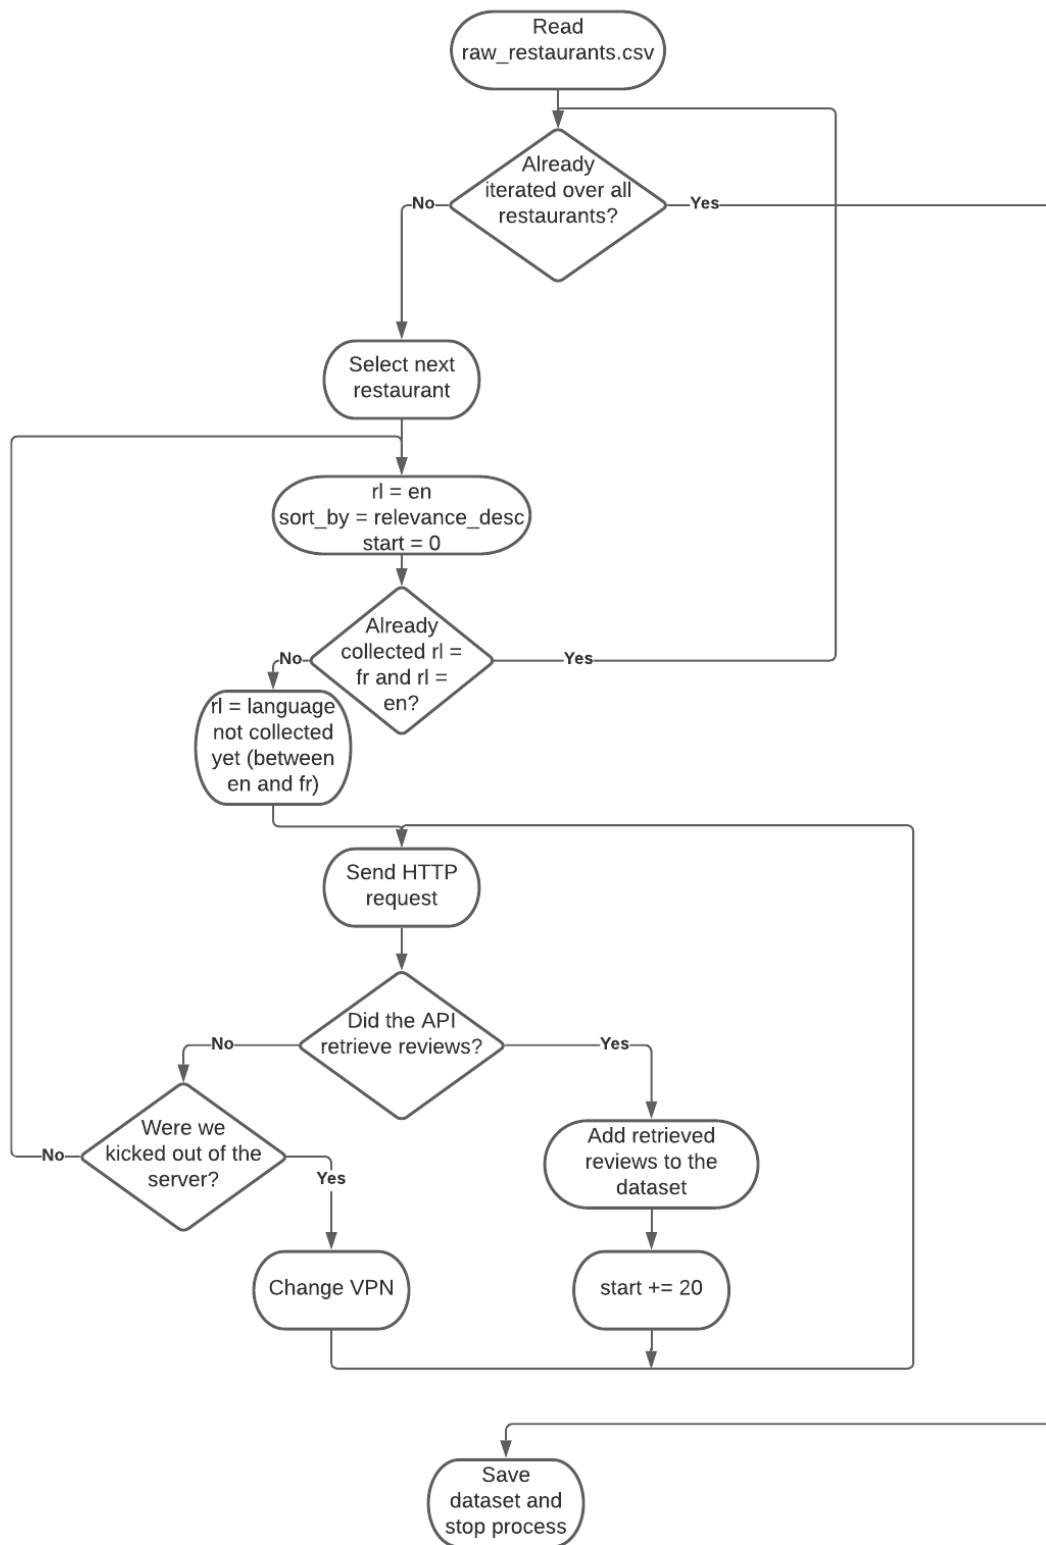 Read
raw_restaurants.csv
Already
iterated over all
restaurants?
No
Yes
Select next
restaurant
rl = en
sort_by = relevance_desc
start = 0
Already
collected rl =
fr and rl =
en?
No
Yes
rl = language
not collected
yet (between
en and fr)
Send HTTP
request
Did the API
retrieve reviews?
No
Yes
Were we
kicked out of the
server?
No
Yes
Add retrieved
reviews to the
dataset
Change VPN
start += 20
Save
dataset and
stop process